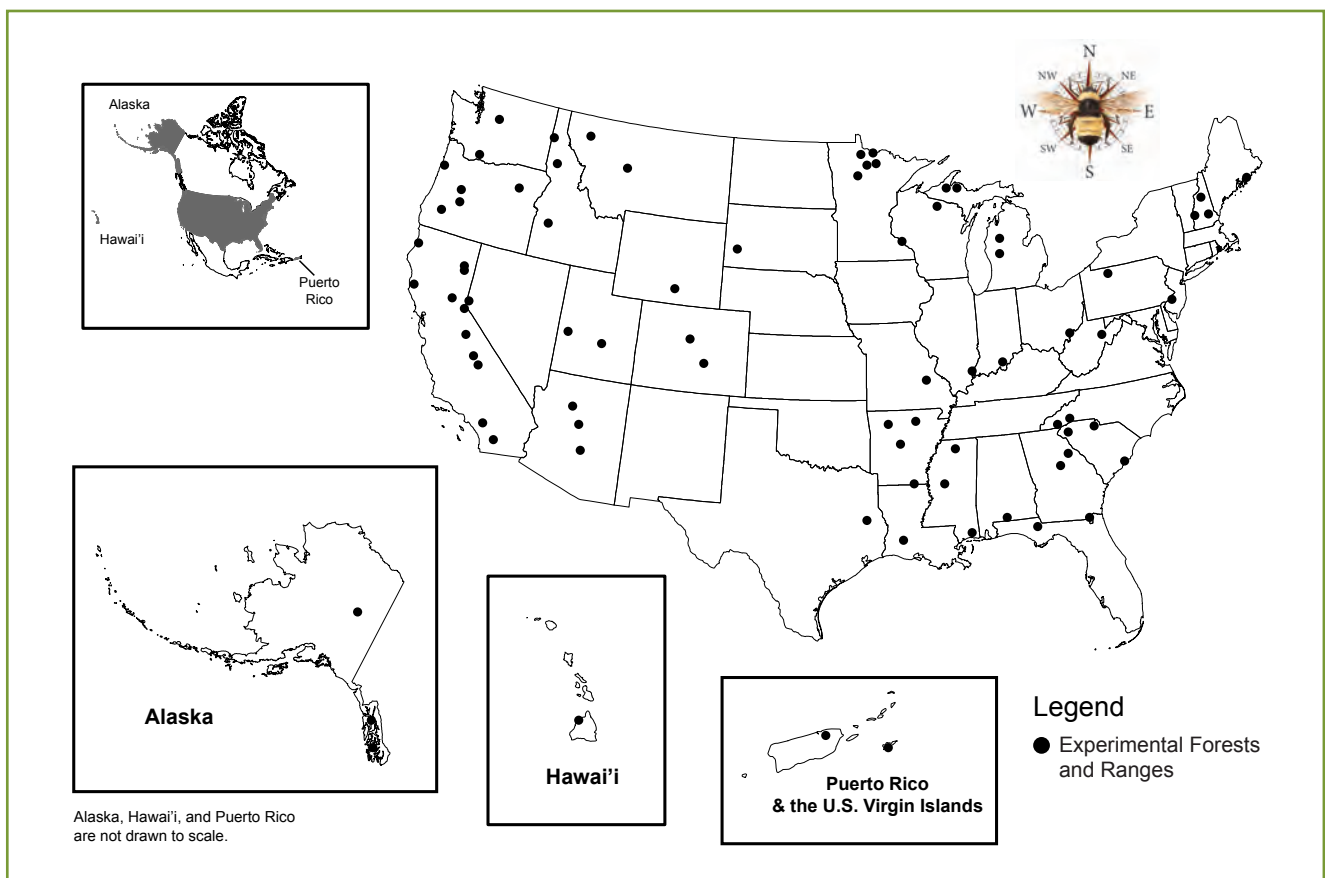 Alaska
Hawai'i
Puerto
Rico
N
NW
NE
W
E
SW
SE
S
Alaska
Hawai'i
Puerto Rico
& the U.S. Virgin Islands
Legend
Experimental Forests
and Ranges
Alaska, Hawai'i, and Puerto Rico
are not drawn to scale.